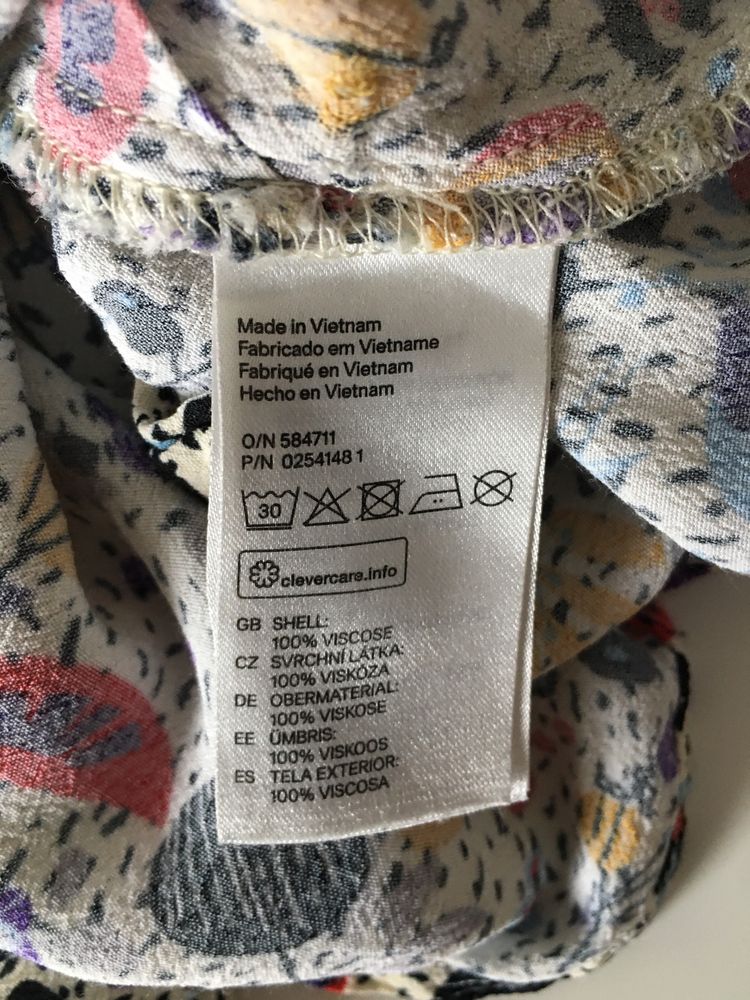 Made in Vietnam
Fabricado em Vietname
Fabriqué en Vietnam
Hecho en Vietnam
O/N 584711
P/N 0254148 1
30
clevercare.info
GB SHELL:
100% VISCOSE
CZ SVRCHNÍ LÁTKA:
100% VISKÓZA
DE OBERMATERIAL:
100% VISKOSE
EE ÜMBRIS:
100% VISKOOS
ES TELA EXTERIOR:
100% VISCOSA